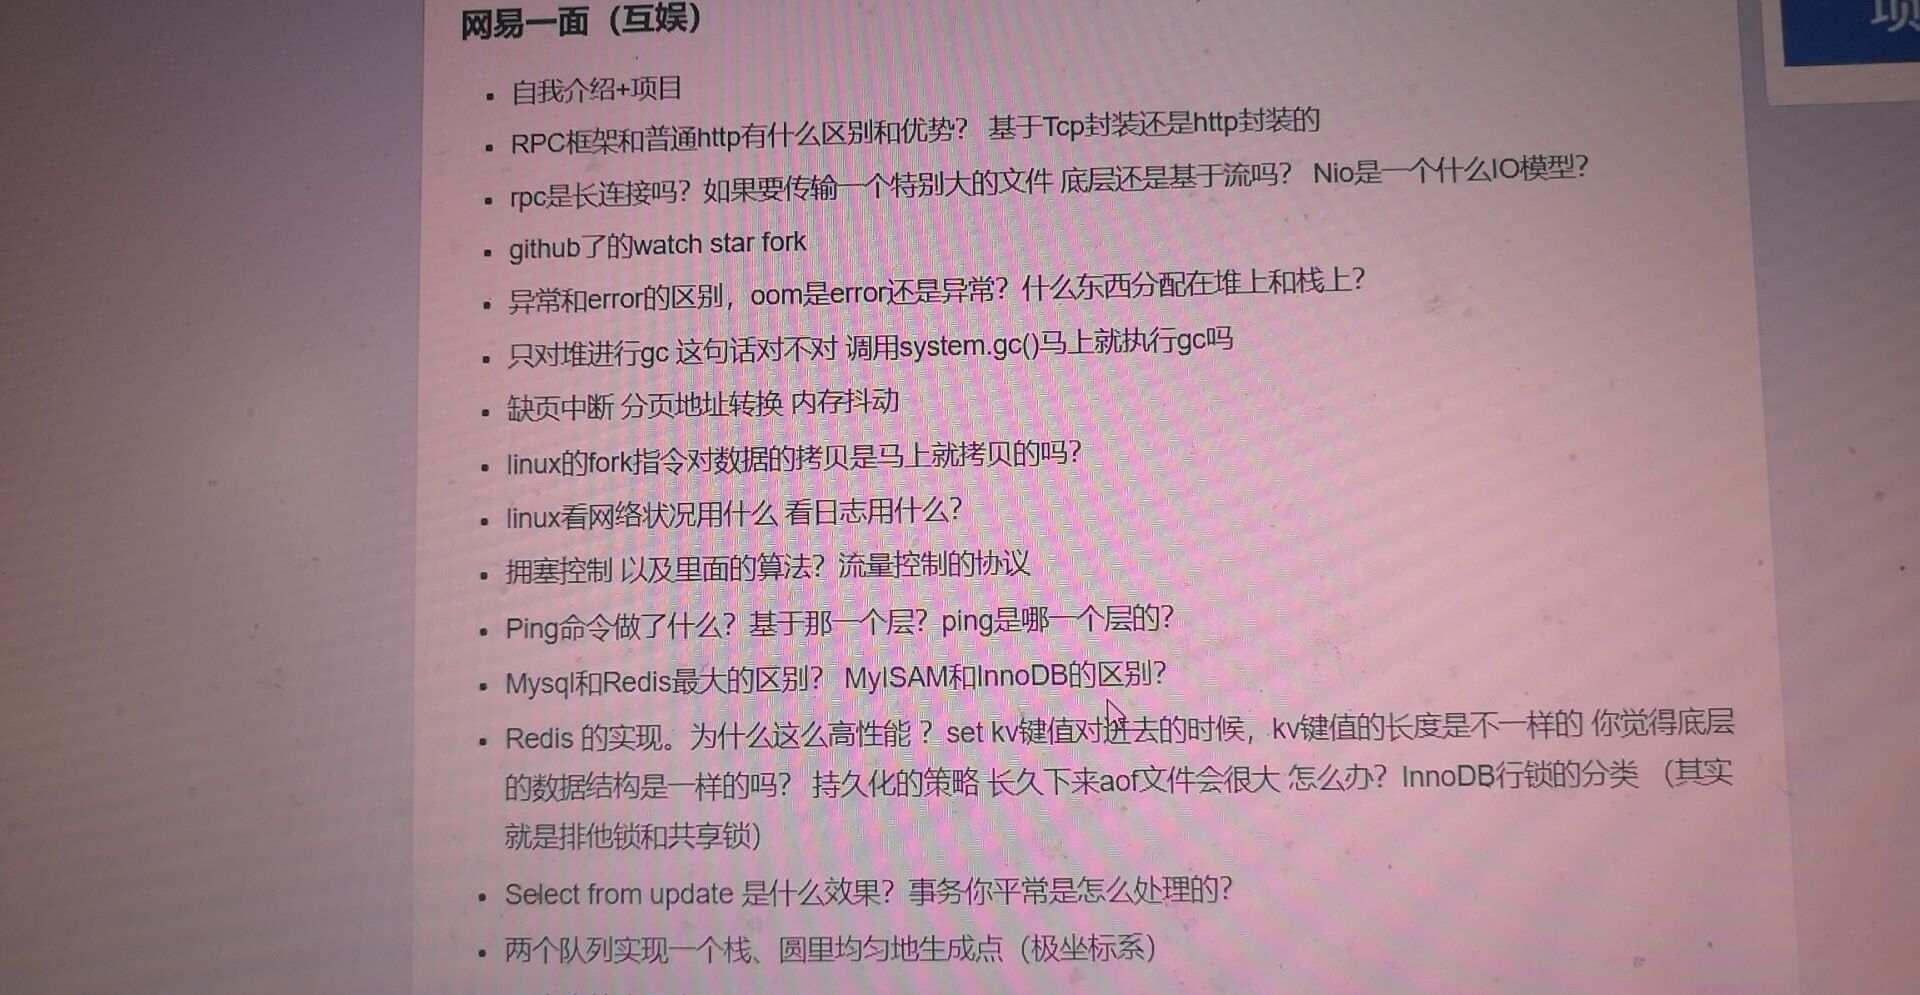 网易一面（互娱）
项
• 自我介绍+项目
• RPC框架和普通http有什么区别和优势？ 基于Tcp封装还是http封装的
• rpc是长连接吗？如果要传输一个特别大的文件 底层还是基于流吗？ Nio是一个什么IO模型？
• github了的watch star fork
• 异常和error的区别，oom是error还是异常？什么东西分配在堆上和栈上？
• 只对堆进行gc 这句话对不对 调用system.gc()马上就执行gc吗
• 缺页中断 分页地址转换 内存抖动
• linux的fork指令对数据的拷贝是马上就拷贝的吗？
• linux看网络状况用什么 看日志用什么？
• 拥塞控制 以及里面的算法？流量控制的协议
• Ping命令做了什么？基于那一个层？ping是哪一个层的？
• Mysql和Redis最大的区别？ MyISAM和InnoDB的区别？
• Redis 的实现。为什么这么高性能 ？set kv键值对进去的时候，kv键值的长度是不一样的 你觉得底层
的数据结构是一样的吗？ 持久化的策略 长久下来aof文件会很大 怎么办？InnoDB行锁的分类 （其实
就是排他锁和共享锁）
• Select from update 是什么效果？事务你平常是怎么处理的？
• 两个队列实现一个栈、圆里均匀地生成点（极坐标系）